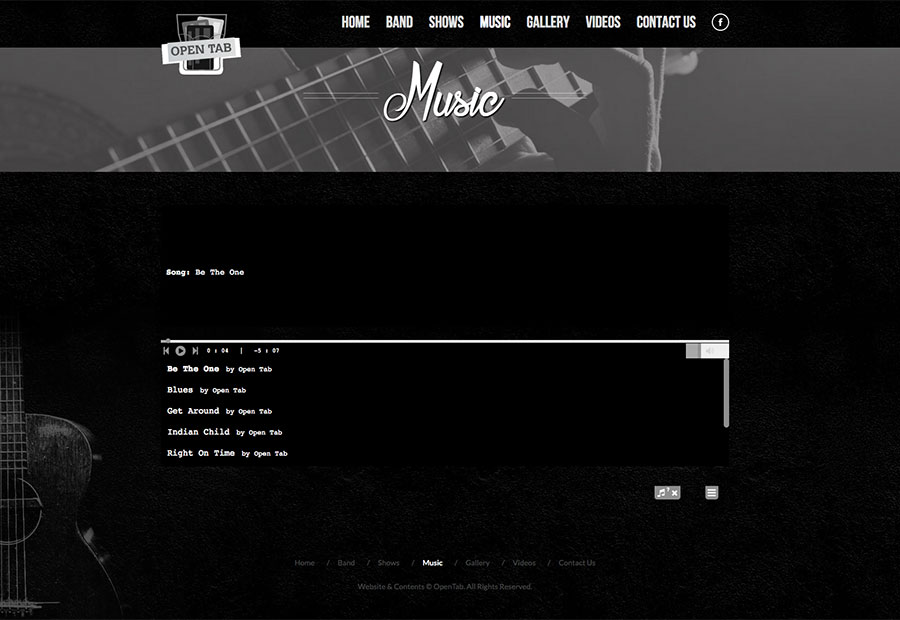 OPEN TAB
HOME BAND SHOWS MUSIC GALLERY VIDEOS CONTACT US f
Music
Song: Be The One
0 : 04 | -5 : 07
Be The One by Open Tab
Blues by Open Tab
Get Around by Open Tab
Indian Child by Open Tab
Right On Time by Open Tab
Home / Band / Shows / Music / Gallery / Videos / Contact Us
Website & Contents © OpenTab. All Rights Reserved.